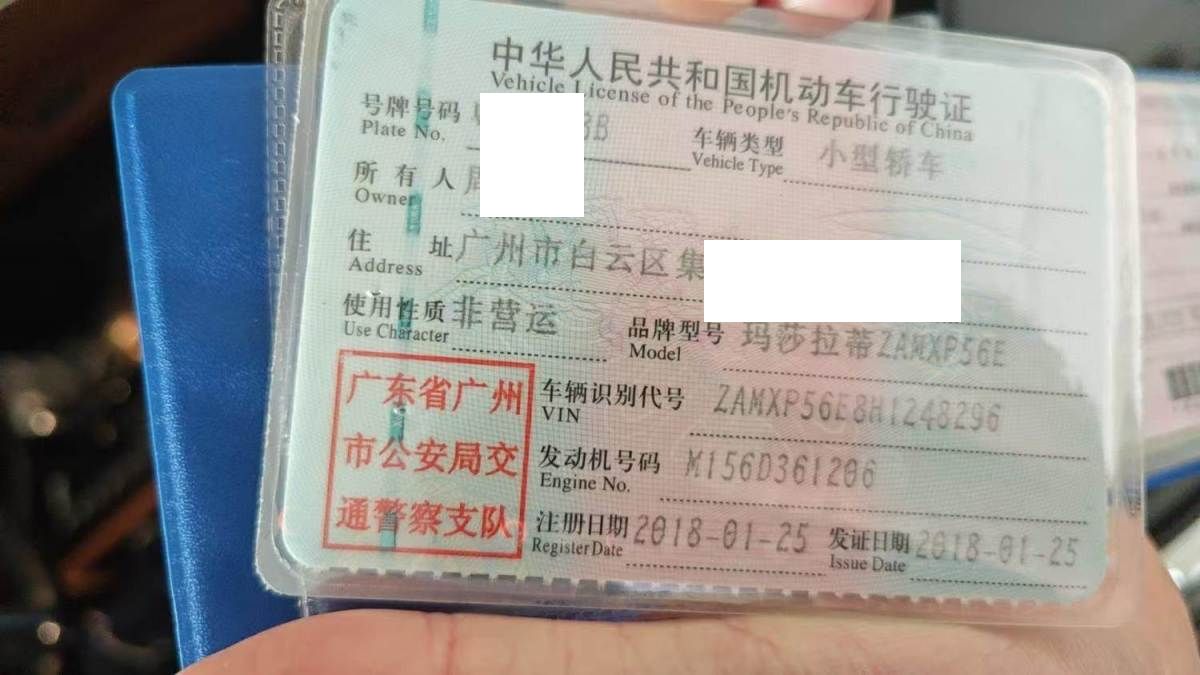 中华人民共和国机动车行驶证
Vehicle License of the People's Republic of China
号牌号码 B
Plate No.
车辆类型 小型轿车
Vehicle Type
所有人 周
Owner
住址 广州市白云区集
Address
使用性质 非营运
Use Character
品牌型号 玛莎拉蒂ZAMXP56E
Model
广东省广州
市公安局交
通警察支队
车辆识别代号 ZAMXP56E8H1248296
VIN
发动机号码 M156D361206
Engine No.
注册日期 2018-01-25
Register Date
发证日期 2018-01-25
Issue Date